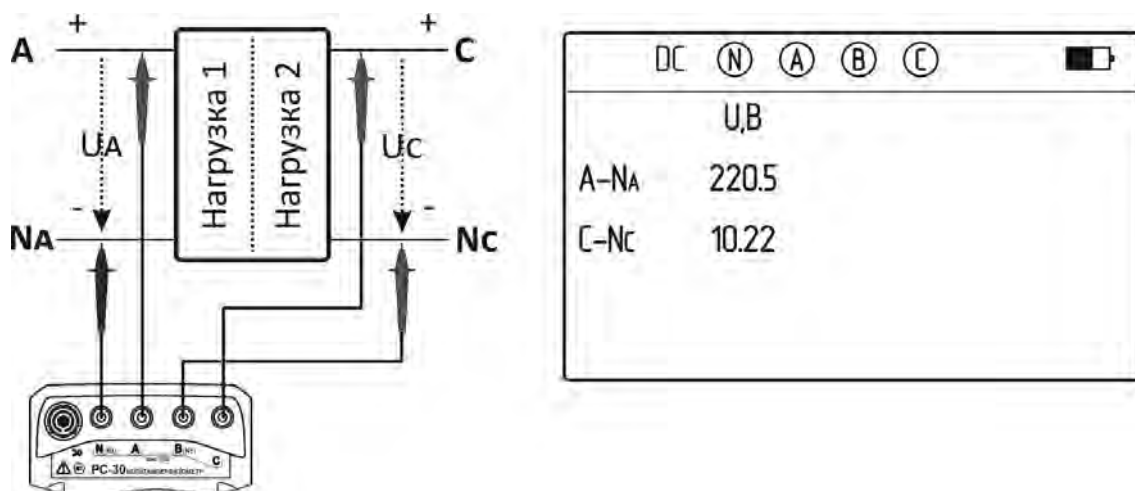 + +
A C
Нагрузка 1
Нагрузка 2
UA UC
- -
NA NC
N A B C
PC-30
DC N A B C
U,B
A-NA 220.5
C-NC 10.22